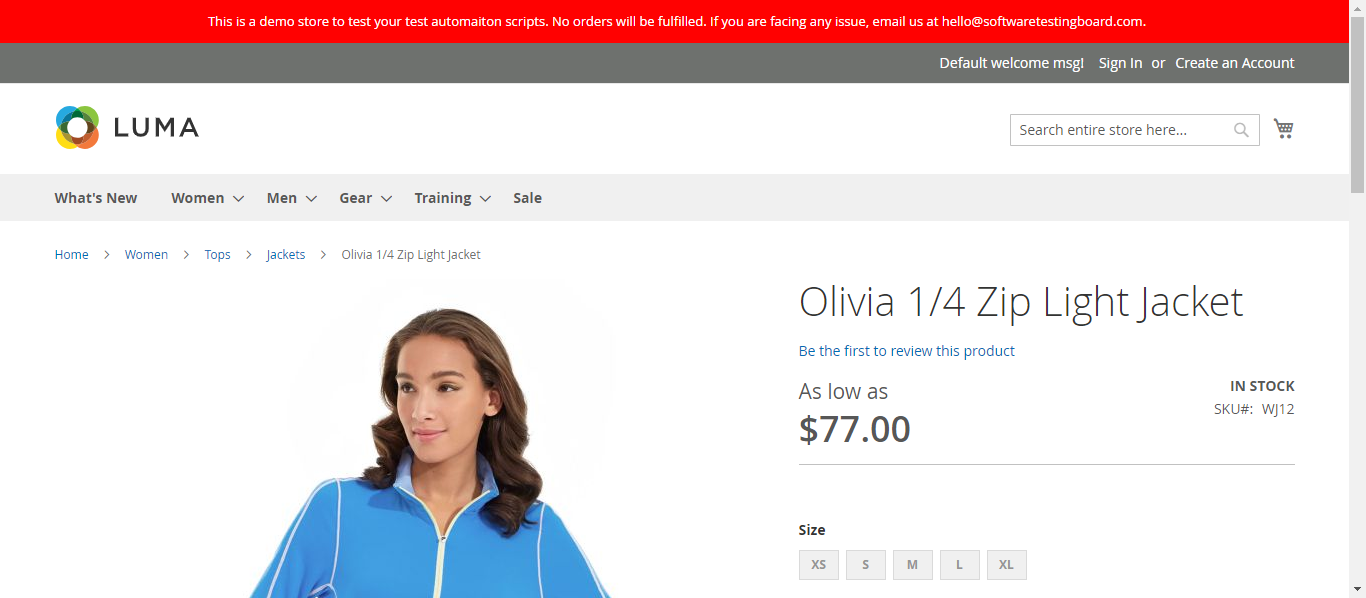 This is a demo store to test your test automaiton scripts. No orders will be fulfilled. If you are facing any issue, email us at hello@softwaretestingboard.com.
Default welcome msg! Sign In or Create an Account
LUMA
Search entire store here...
What's New Women Men Gear Training Sale
Home > Women > Tops > Jackets > Olivia 1/4 Zip Light Jacket
Olivia 1/4 Zip Light Jacket
Be the first to review this product
As low as
$77.00
IN STOCK
SKU#: WJ12
Size
XS S M L XL